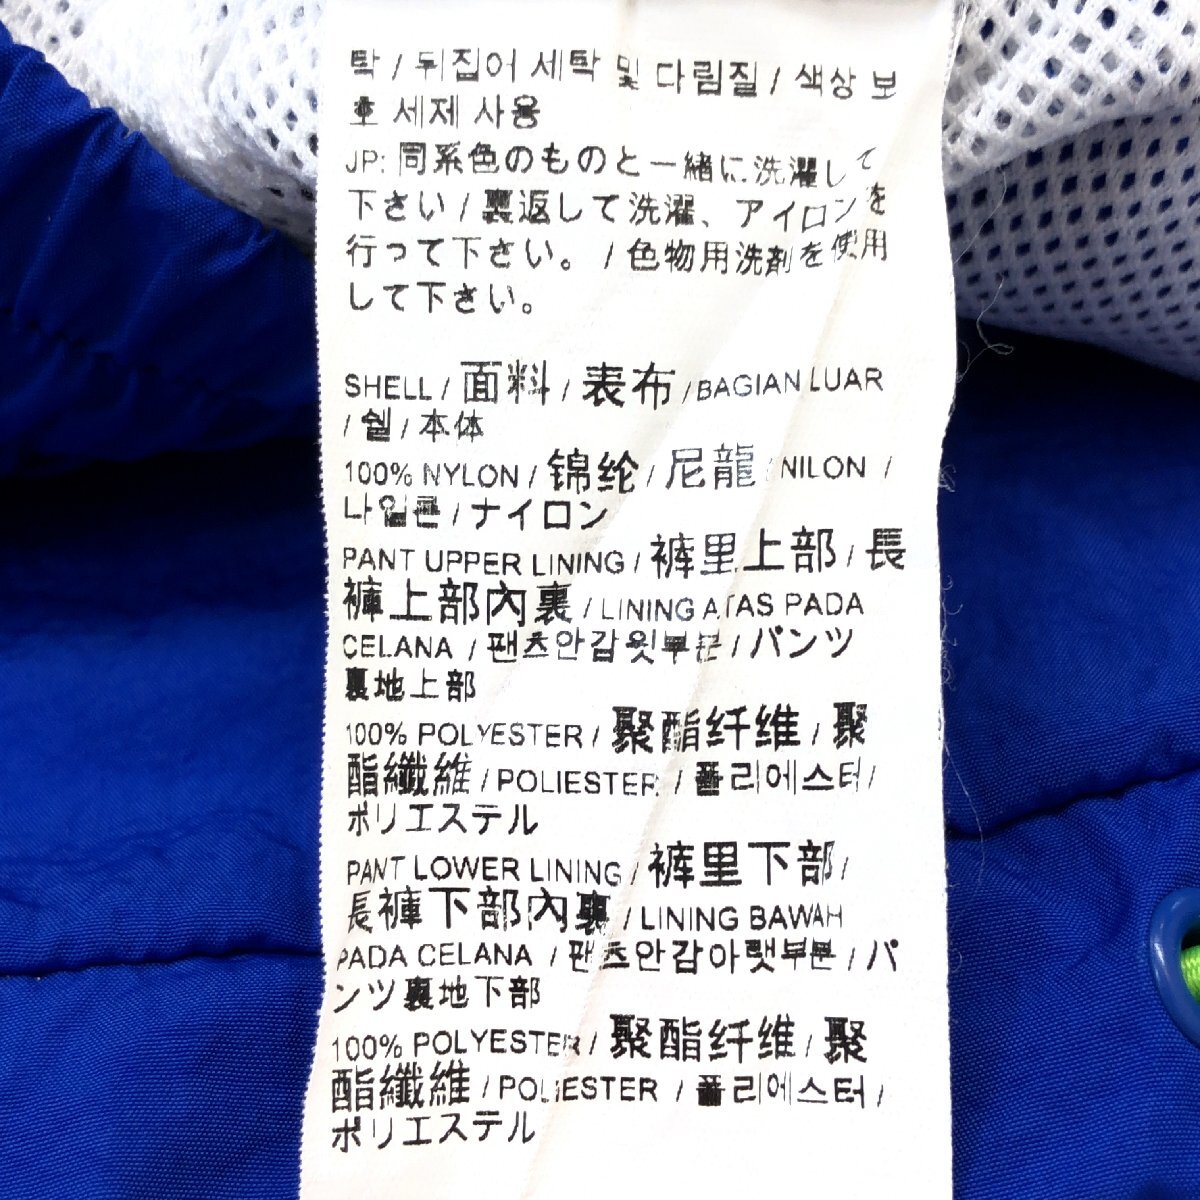 탁 / 뒤집어 세탁 및 다림질 / 색상 보
호 세제 사용
JP: 同系色のものと一緒に洗濯して
下さい / 裏返して洗濯、アイロンを
行って下さい。 / 色物用洗剤を使用
して下さい。
SHELL / 面料 / 表布 / BAGIAN LUAR
/ 쉘 / 本体
100% NYLON / 锦纶 / 尼龍 / NILON /
나일론 / ナイロン
PANT UPPER LINING / 裤里上部 / 長
褲上部內裏 / LINING ATAS PADA
CELANA / 팬츠안감윗부분 / パンツ
裏地上部
100% POLYESTER / 聚酯纤维 / 聚
酯纖維 / POLIESTER / 폴리에스터 /
ポリエステル
PANT LOWER LINING / 裤里下部 /
長褲下部內裏 / LINING BAWAH
PADA CELANA / 팬츠안감아랫부분 / パ
ンツ裏地下部
100% POLYESTER / 聚酯纤维 / 聚
酯纖維 / POLIESTER / 폴리에스터 /
ポリエステル